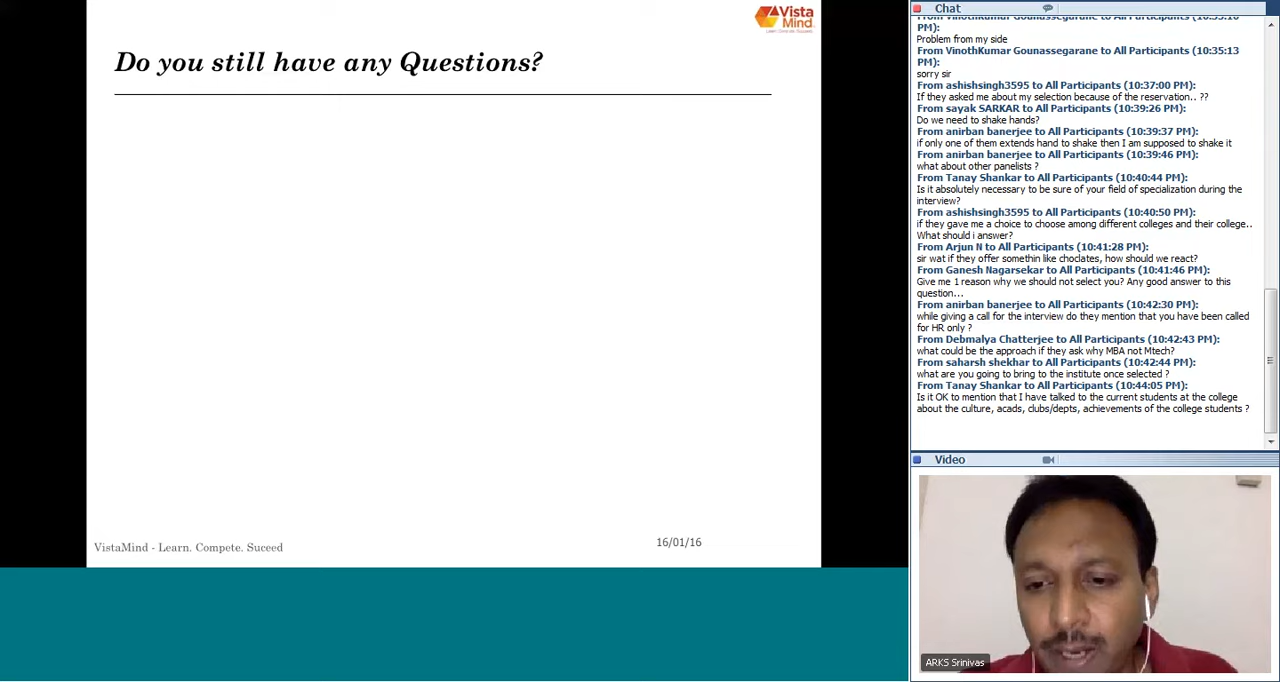 Vista
Mind
Do you still have any Questions?
VistaMind - Learn. Compete. Suceed
16/01/16
Chat
From VinothKumar Gounassegarane to All Participants (10:35:10
PM):
Problem from my side
From VinothKumar Gounassegarane to All Participants (10:35:13
PM):
sorry sir
From ashishsingh3595 to All Participants (10:37:00 PM):
If they asked me about my selection because of the reservation.. ??
From sayak SARKAR to All Participants (10:39:26 PM):
Do we need to shake hands?
From anirban banerjee to All Participants (10:39:37 PM):
if only one of them extends hand to shake then I am supposed to shake it
From anirban banerjee to All Participants (10:39:46 PM):
what about other panelists ?
From Tanay Shankar to All Participants (10:40:44 PM):
Is it absolutely necessary to be sure of your field of specialization during the
interview?
From ashishsingh3595 to All Participants (10:40:50 PM):
if they gave me a choice to choose among different colleges and their college..
What should i answer?
From Arjun N to All Participants (10:41:28 PM):
sir wat if they offer somethin like choclates, how should we react?
From Ganesh Nagarsekar to All Participants (10:41:46 PM):
Give me 1 reason why we should not select you? Any good answer to this
question...
From anirban banerjee to All Participants (10:42:30 PM):
while giving a call for the interview do they mention that you have been called
for HR only ?
From Debmalya Chatterjee to All Participants (10:42:43 PM):
what could be the approach if they ask why MBA not Mtech?
From saharsh shekhar to All Participants (10:42:44 PM):
what are you going to bring to the institute once selected ?
From Tanay Shankar to All Participants (10:44:05 PM):
Is it OK to mention that I have talked to the current students at the college
about the culture, acads, clubs/depts, achievements of the college students ?
Video
ARKS Srinivas